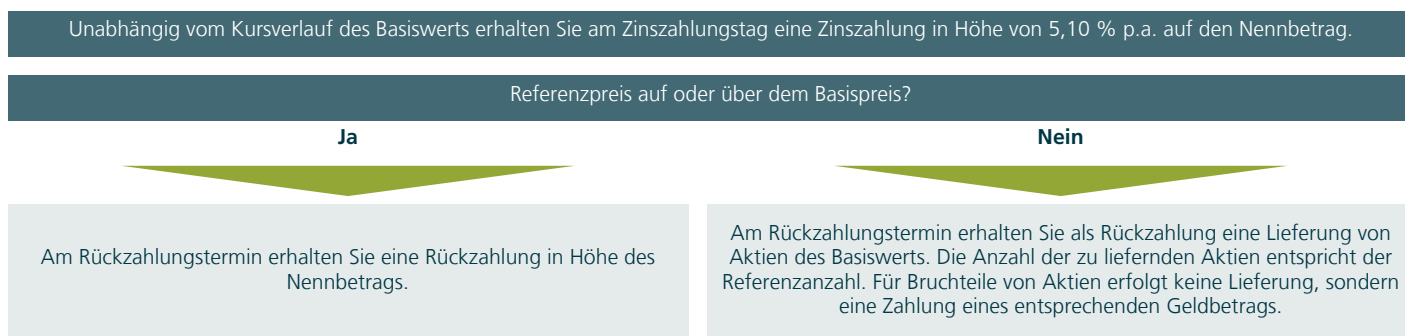 Unabhängig vom Kursverlauf des Basiswerts erhalten Sie am Zinszahlungstag eine Zinszahlung in Höhe von 5,10 % p.a. auf den Nennbetrag.
Referenzpreis auf oder über dem Basispreis?
Ja
Nein
Am Rückzahlungstermin erhalten Sie eine Rückzahlung in Höhe des
Nennbetrags.
Am Rückzahlungstermin erhalten Sie als Rückzahlung eine Lieferung von
Aktien des Basiswerts. Die Anzahl der zu liefernden Aktien entspricht der
Referenzanzahl. Für Bruchteile von Aktien erfolgt keine Lieferung, sondern
eine Zahlung eines entsprechenden Geldbetrags.